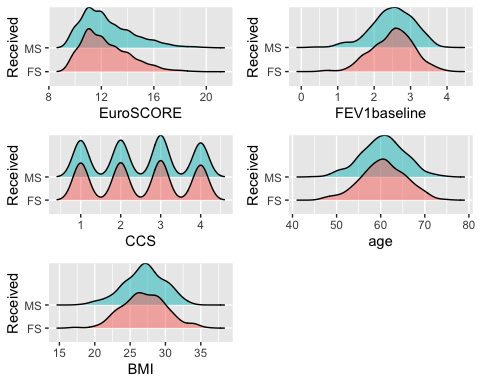 Received
MS
FS
8 12 16 20
EuroSCORE
Received
MS
FS
0 1 2 3 4
FEV1baseline
Received
MS
FS
1 2 3 4
CCS
Received
MS
FS
40 50 60 70 80
age
Received
MS
FS
15 20 25 30 35
BMI